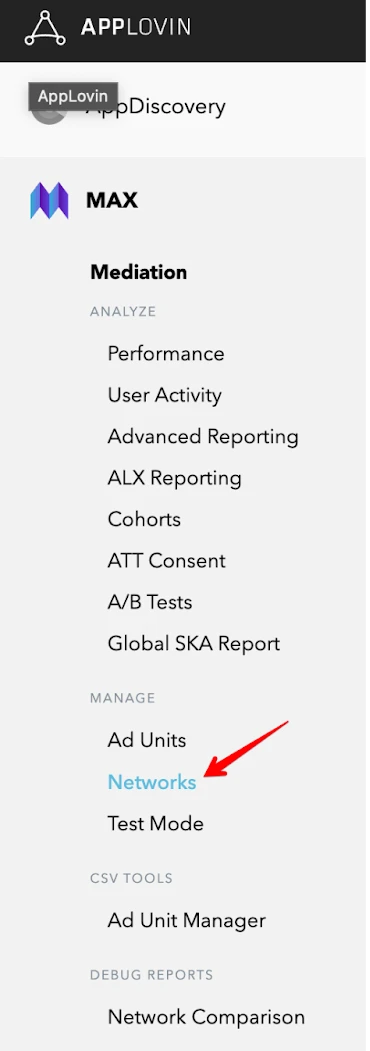 APPLOVIN
AppLovin
AppDiscovery
MAX
Mediation
ANALYZE
Performance
User Activity
Advanced Reporting
ALX Reporting
Cohorts
ATT Consent
A/B Tests
Global SKA Report
MANAGE
Ad Units
Networks
Test Mode
CSV TOOLS
Ad Unit Manager
DEBUG REPORTS
Network Comparison